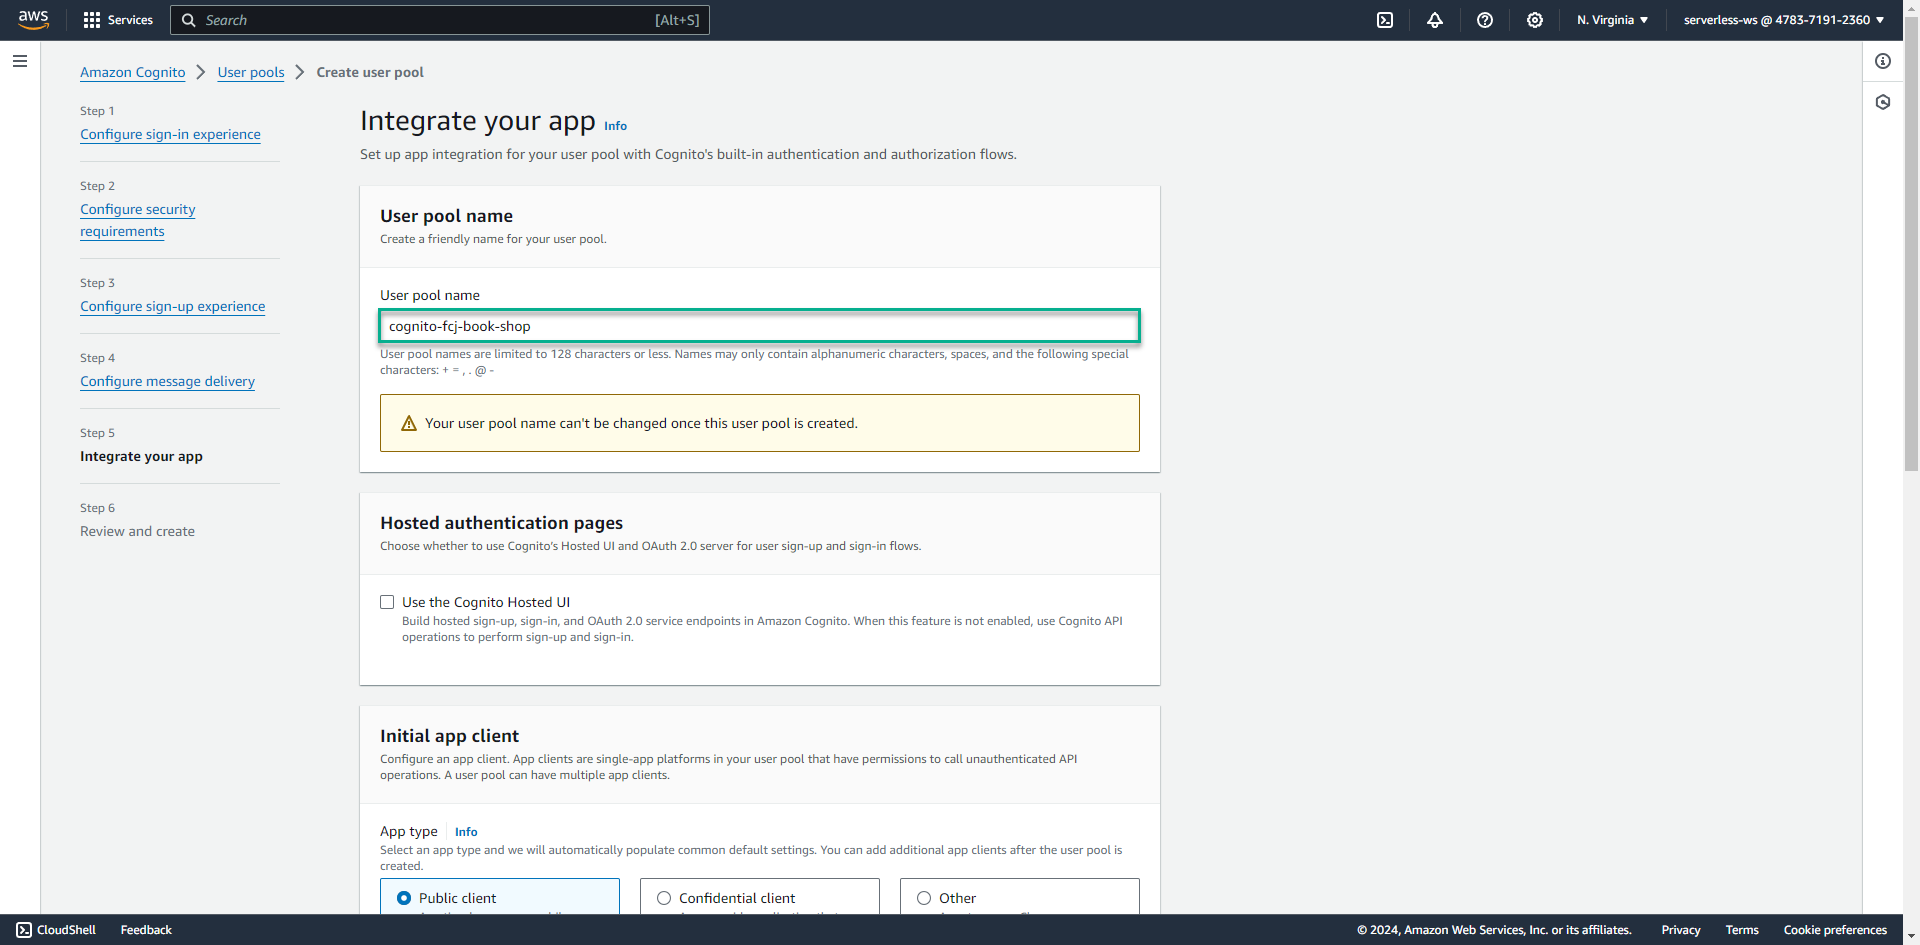 aws
Services
Search
[Alt+S]
N. Virginia
serverless-ws @ 4783-7191-2360
Amazon Cognito
User pools
Create user pool
Step 1
Configure sign-in experience
Step 2
Configure security
requirements
Step 3
Configure sign-up experience
Step 4
Configure message delivery
Step 5
Integrate your app
Step 6
Review and create
Integrate your app Info
Set up app integration for your user pool with Cognito's built-in authentication and authorization flows.
User pool name
Create a friendly name for your user pool.
User pool name
cognito-fcj-book-shop
User pool names are limited to 128 characters or less. Names may only contain alphanumeric characters, spaces, and the following special
characters: + = , . @ -
Your user pool name can't be changed once this user pool is created.
Hosted authentication pages
Choose whether to use Cognito's Hosted UI and OAuth 2.0 server for user sign-up and sign-in flows.
Use the Cognito Hosted UI
Build hosted sign-up, sign-in, and OAuth 2.0 service endpoints in Amazon Cognito. When this feature is not enabled, use Cognito API
operations to perform sign-up and sign-in.
Initial app client
Configure an app client. App clients are single-app platforms in your user pool that have permissions to call unauthenticated API
operations. A user pool can have multiple app clients.
App type Info
Select an app type and we will automatically populate common default settings. You can add additional app clients after the user pool is
created.
Public client
Confidential client
Other
CloudShell
Feedback
© 2024, Amazon Web Services, Inc. or its affiliates.
Privacy
Terms
Cookie preferences